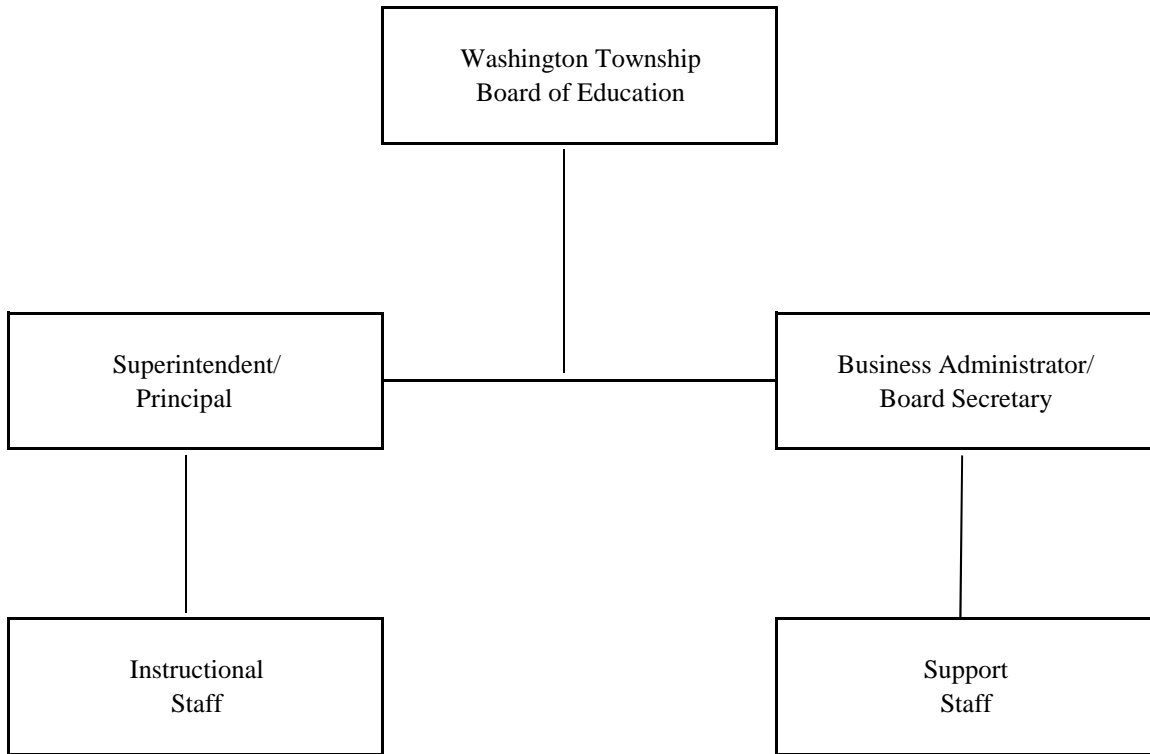 Washington Township
Board of Education
Superintendent/
Principal
Business Administrator/
Board Secretary
Instructional
Staff
Support
Staff